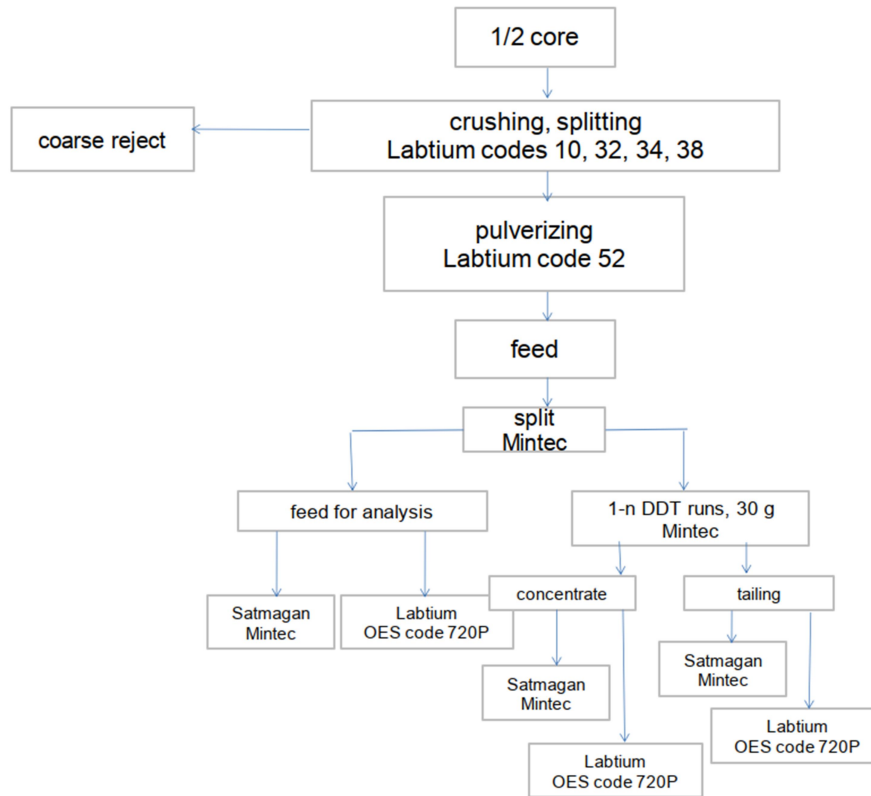 1/2 core
coarse reject
crushing, splitting
Labtium codes 10, 32, 34, 38
pulverizing
Labtium code 52
feed
split
Mintec
feed for analysis
1-n DDT runs, 30 g
Mintec
Satmagan
Mintec
Labtium
OES code 720P
concentrate
tailing
Satmagan
Mintec
Satmagan
Mintec
Labtium
OES code 720P
Labtium
OES code 720P